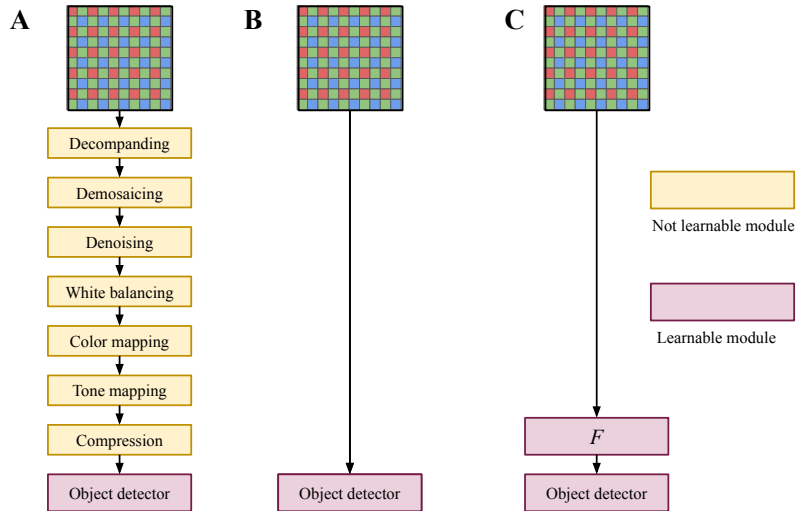 A
B
C
Decompanding
Demosaicing
Denoising
White balancing
Color mapping
Tone mapping
Compression
Object detector
Object detector
F
Object detector
Not learnable module
Learnable module